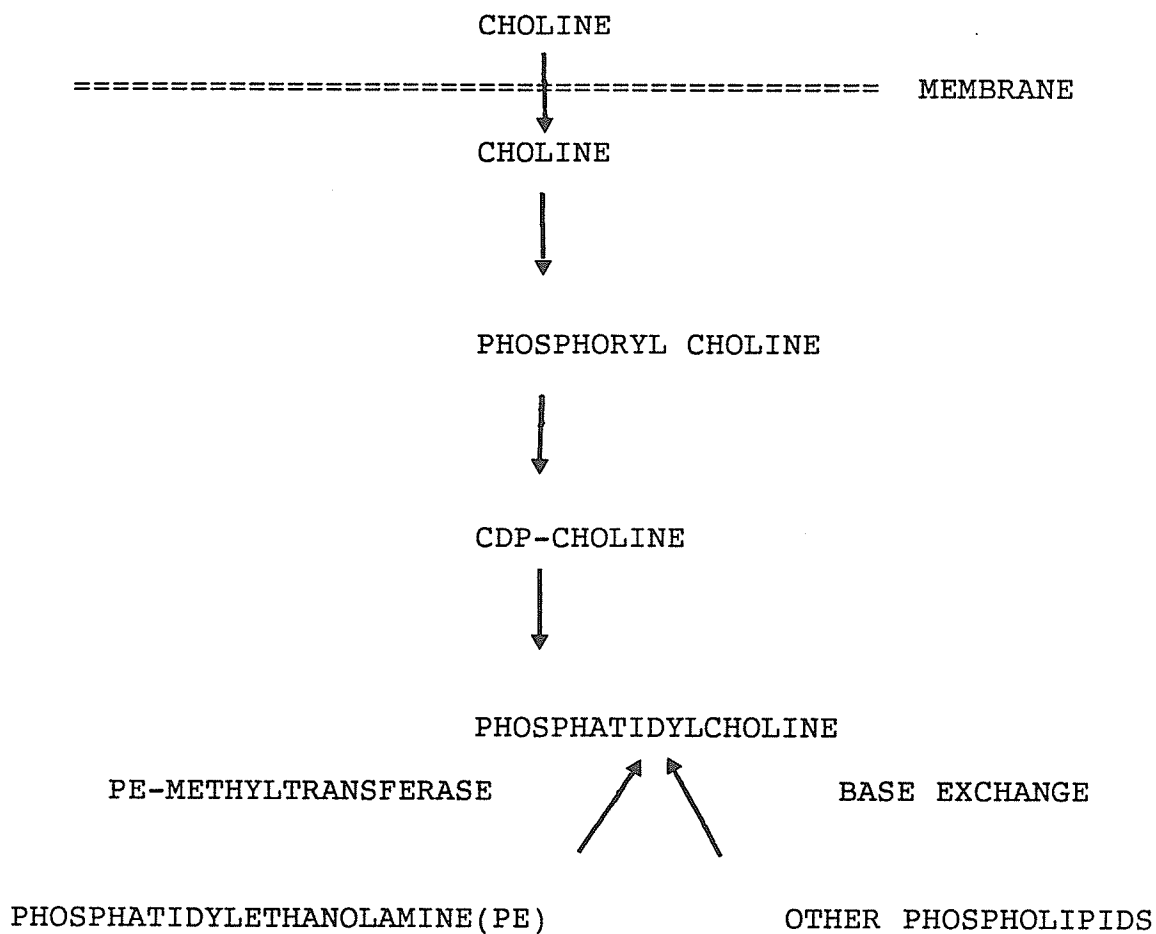 CHOLINE
========================================= MEMBRANE
CHOLINE
PHOSPHORYL CHOLINE
CDP-CHOLINE
PHOSPHATIDYLCHOLINE
PE-METHYLTRANSFERASE BASE EXCHANGE
PHOSPHATIDYLETHANOLAMINE(PE) OTHER PHOSPHOLIPIDS